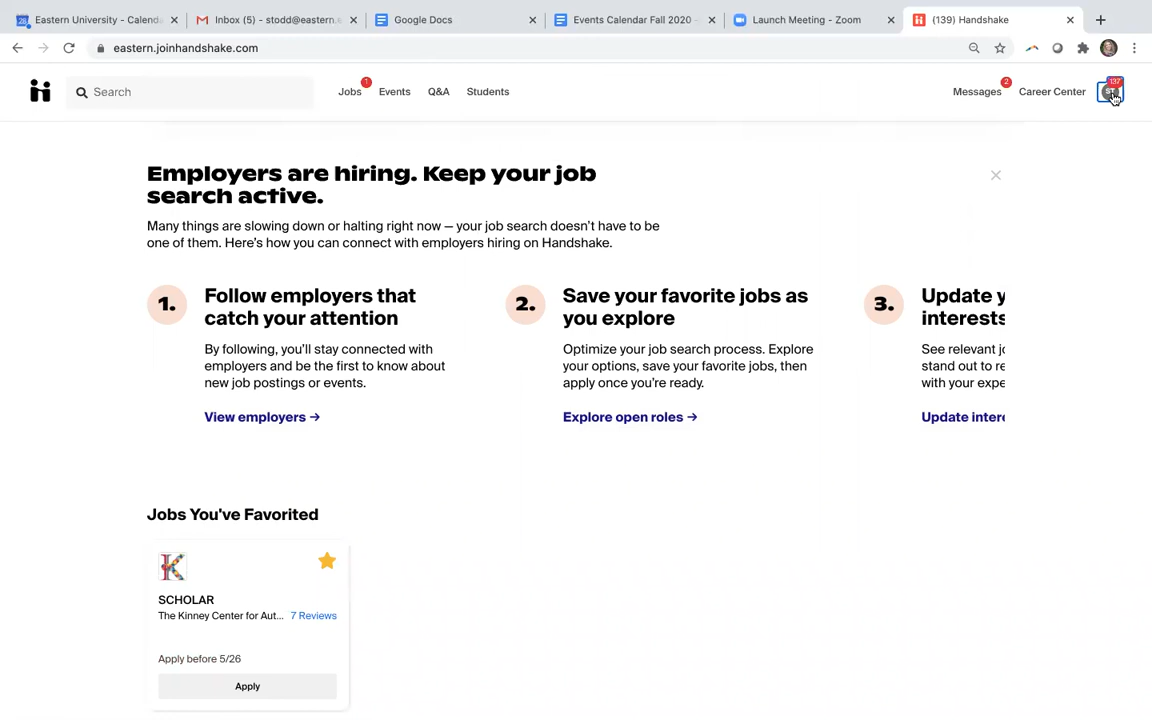 28 Eastern University - Calenda
Inbox (5) - stodd@eastern.e
Google Docs
Events Calendar Fall 2020 -
Launch Meeting - Zoom
(139) Handshake
eastern.joinhandshake.com
Search
Jobs 1
Events
Q&A
Students
Messages 2
Career Center
137
Employers are hiring. Keep your job
search active.
Many things are slowing down or halting right now — your job search doesn't have to be
one of them. Here's how you can connect with employers hiring on Handshake.
1.
Follow employers that
catch your attention
By following, you'll stay connected with
employers and be the first to know about
new job postings or events.
View employers →
2.
Save your favorite jobs as
you explore
Optimize your job search process. Explore
your options, save your favorite jobs, then
apply once you're ready.
Explore open roles →
3.
Update y
interests
See relevant jo
stand out to re
with your expe
Update intere
Jobs You've Favorited
K
SCHOLAR
The Kinney Center for Aut... 7 Reviews
Apply before 5/26
Apply